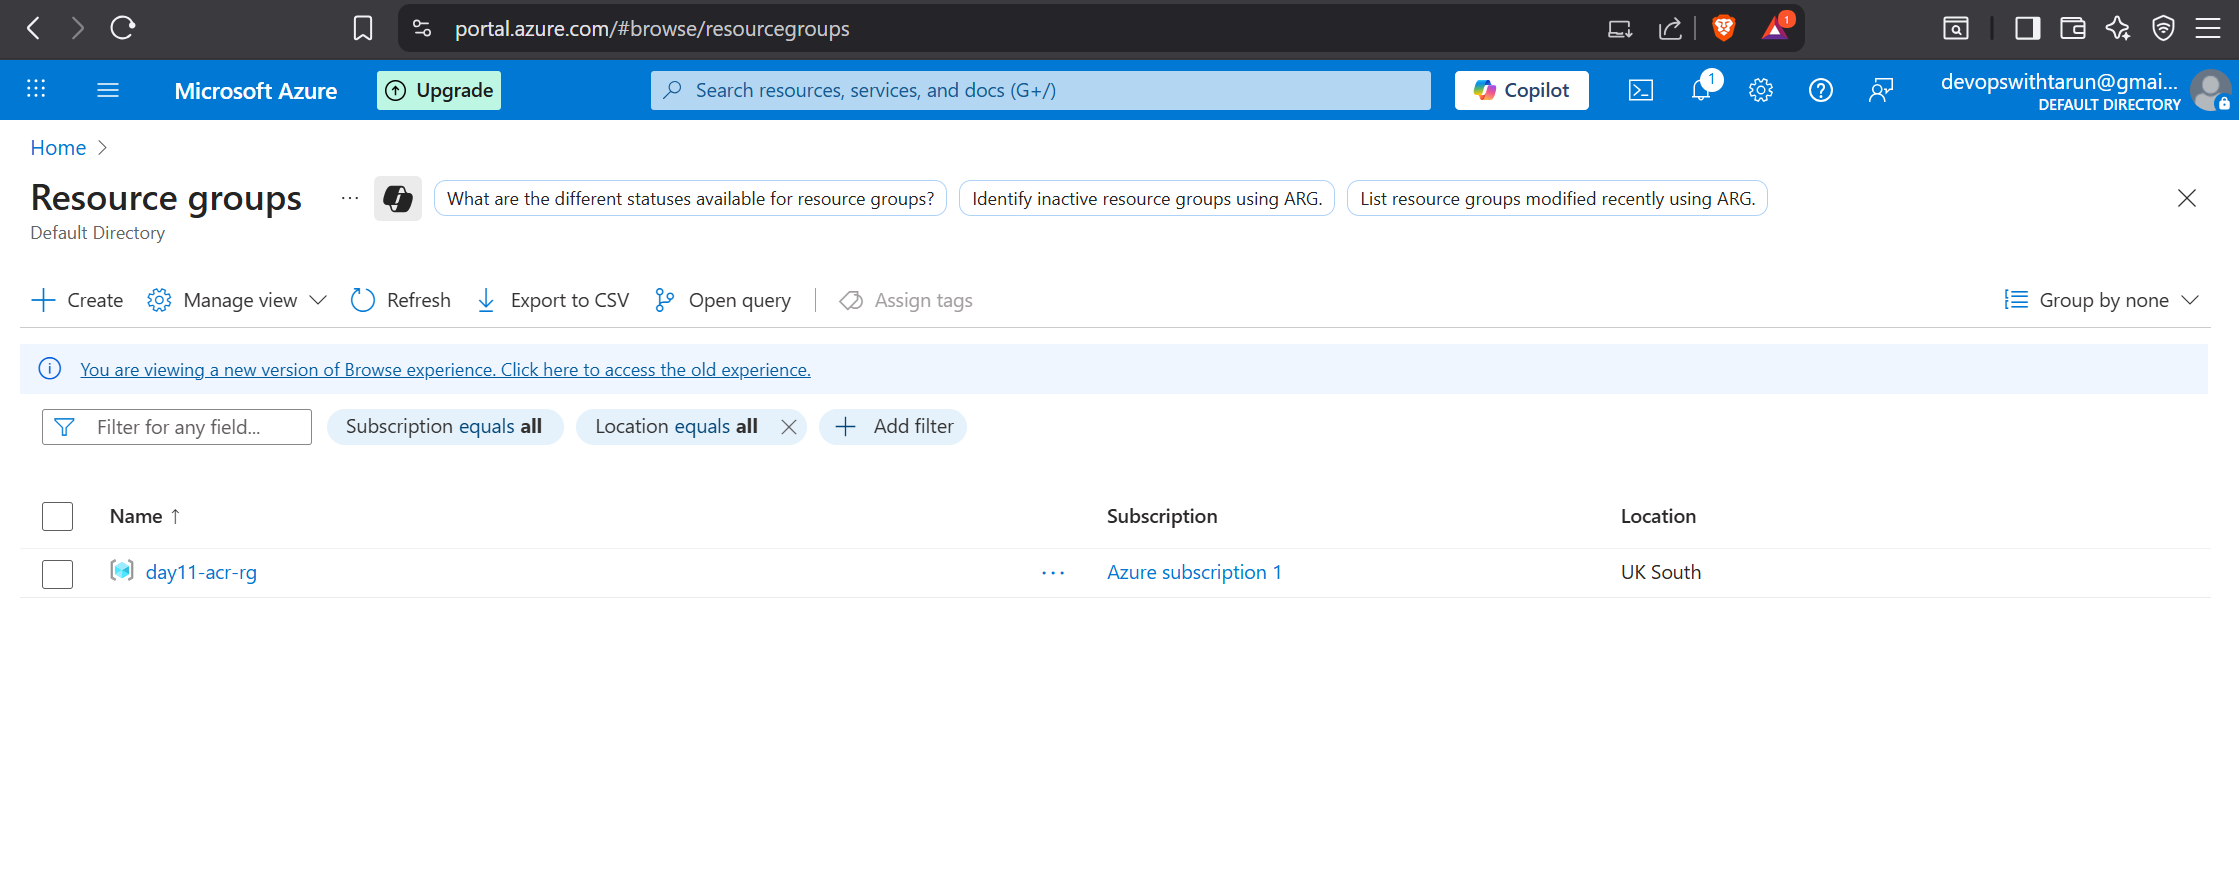 portal.azure.com/#browse/resourcegroups
1
Microsoft Azure
Upgrade
Search resources, services, and docs (G+/)
Copilot
1
devopswithtarun@gmai...
DEFAULT DIRECTORY
Home
Resource groups
...
What are the different statuses available for resource groups?
Identify inactive resource groups using ARG.
List resource groups modified recently using ARG.
Default Directory
Create
Manage view
Refresh
Export to CSV
Open query
Assign tags
Group by none
You are viewing a new version of Browse experience. Click here to access the old experience.
Filter for any field...
Subscription equals all
Location equals all
Add filter
Name ↑
Subscription
Location
day11-acr-rg
...
Azure subscription 1
UK South